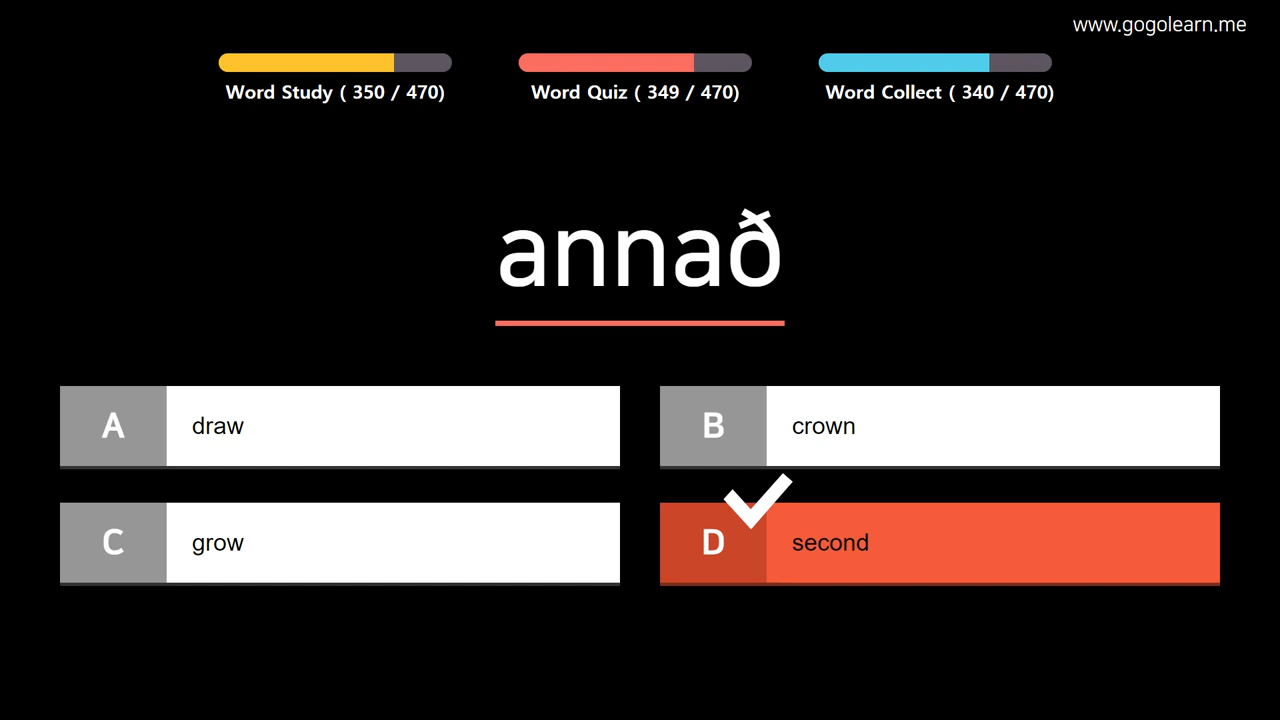 www.gogolearn.me
Word Study ( 350 / 470)
Word Quiz ( 349 / 470)
Word Collect ( 340 / 470)
annað
A draw
B crown
C grow
D second